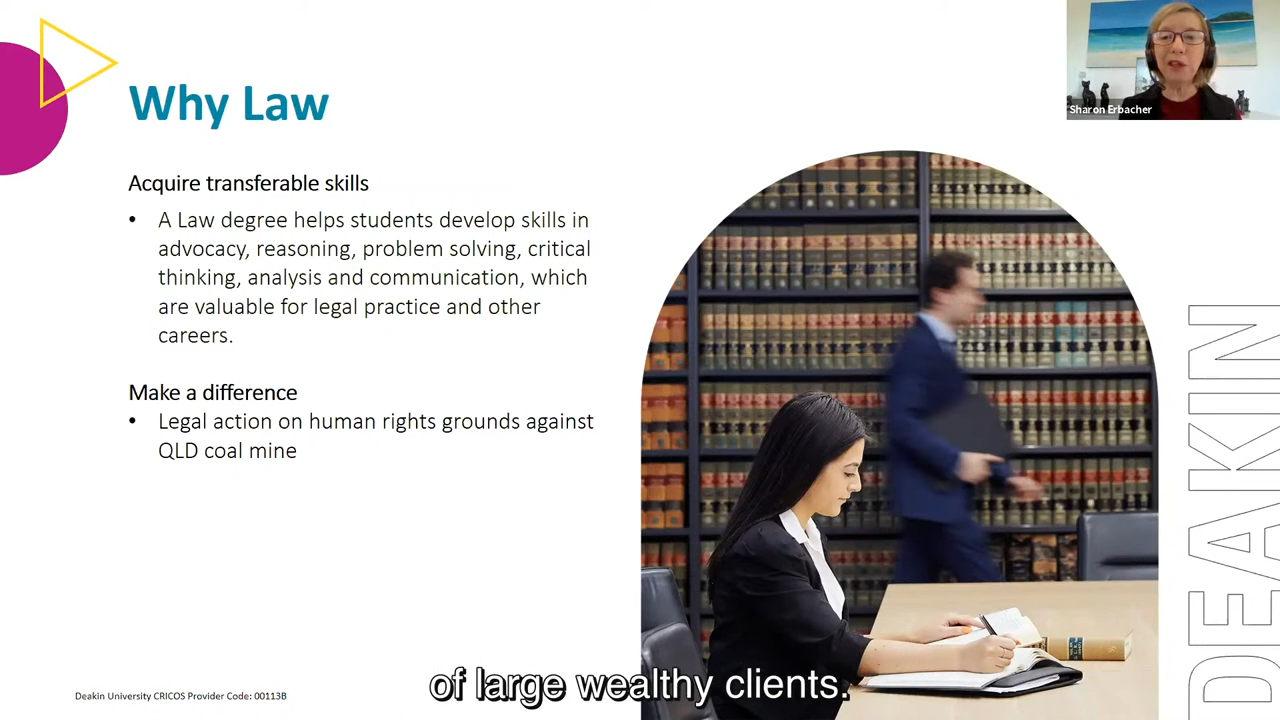 Why Law
Sharon Erbacher
Acquire transferable skills
• A Law degree helps students develop skills in
advocacy, reasoning, problem solving, critical
thinking, analysis and communication, which
are valuable for legal practice and other
careers.
Make a difference
• Legal action on human rights grounds against
QLD coal mine
DEAKIN
Deakin University CRICOS Provider Code: 00113B
of large wealthy clients.